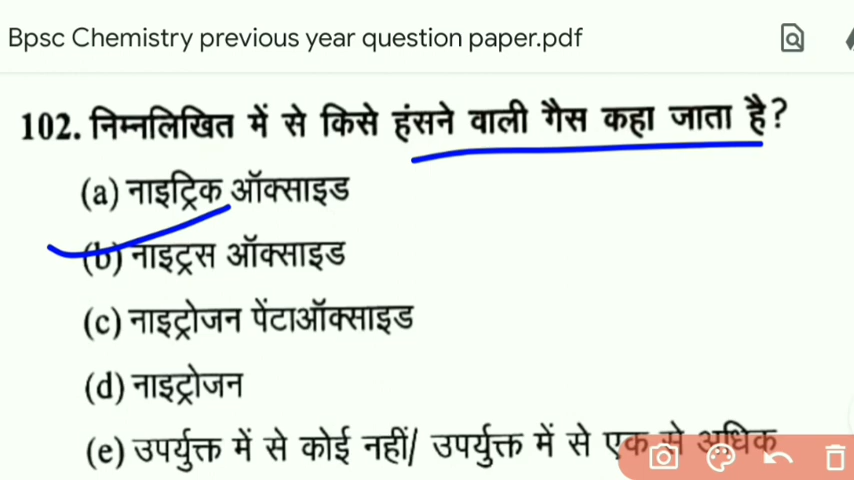 Bpsc Chemistry previous year question paper.pdf
102. निम्नलिखित में से किसे हंसने वाली गैस कहा जाता है?
(a) नाइट्रिक ऑक्साइड
(b) नाइट्रस ऑक्साइड
(c) नाइट्रोजन पेंटाऑक्साइड
(d) नाइट्रोजन
(e) उपर्युक्त में से कोई नहीं/ उपर्युक्त में से एक से अधिक